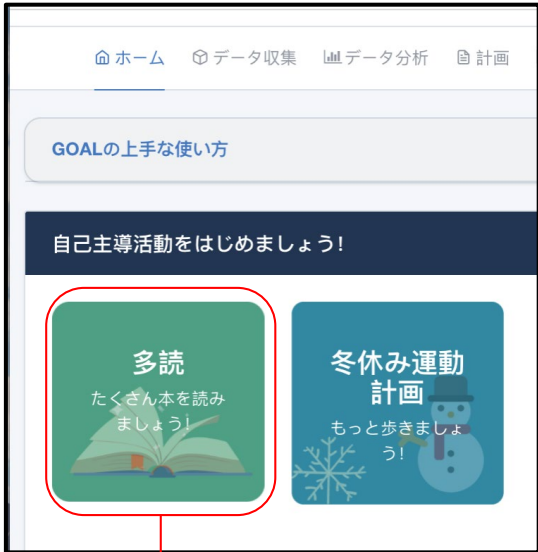 ホーム データ収集 データ分析 計画
GOALの上手な使い方
自己主導活動をはじめましょう!
多読
たくさん本を読み
ましょう!
冬休み運動
計画
もっと歩きましょ
う!